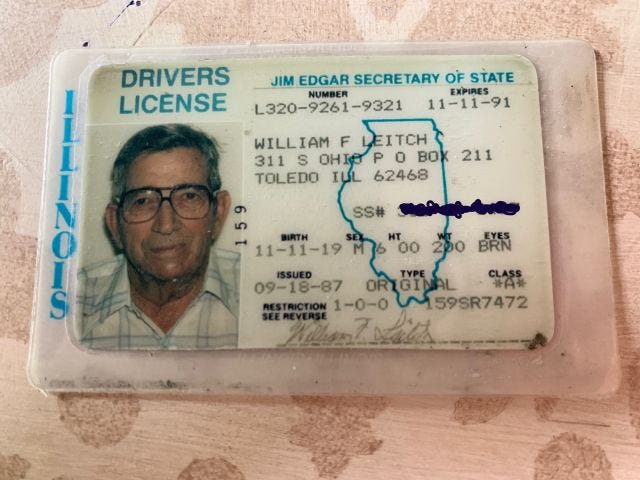 ILLINOIS
DRIVERS
LICENSE
JIM EDGAR SECRETARY OF STATE
NUMBER EXPIRES
L320-9261-9321 11-11-91
WILLIAM F LEITCH
311 S OHIO P O BOX 211
TOLEDO ILL 62468
SS#
159
BIRTH SEX HT WT EYES
11-11-19 M 6 00 200 BRN
ISSUED TYPE CLASS
09-18-87 ORIGINAL *A*
RESTRICTION 1-0-0 159SR7472
SEE REVERSE
William F. Leitch